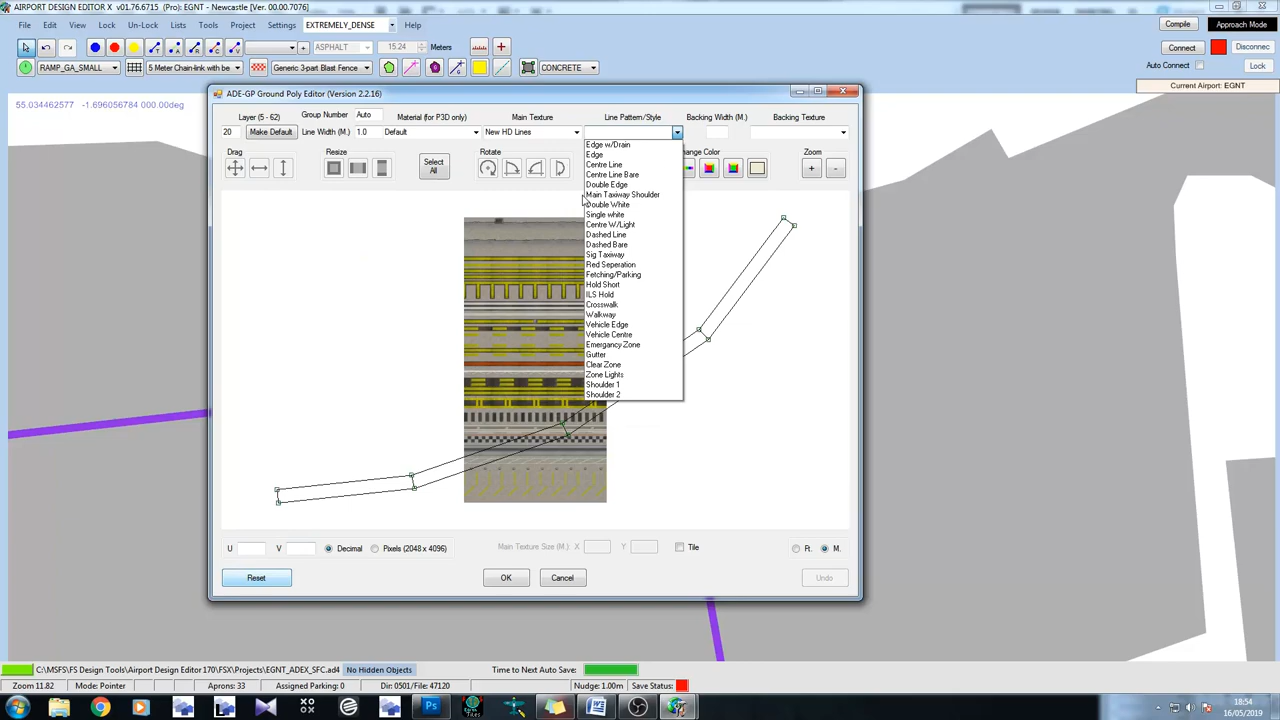 AIRPORT DESIGN EDITOR X v01.76.6715 (Pro): EGNT - Newcastle (Ver. 00.00.7076)
File Edit View Lock Un-Lock Lists Tools Project Settings EXTREMELY_DENSE Help
Compile Approach Mode
ASPHALT 15.24 Meters
Connect Disconnec
RAMP_GA_SMALL 5 Meter Chain-link with be Generic 3-part Blast Fence CONCRETE
Auto Connect Lock
Current Airport: EGNT
55.034462577 -1.696056784 000.00deg
ADE-GP Ground Poly Editor (Version 2.2.16)
Layer (5 - 62) Group Number Auto Material (for P3D only) Main Texture Line Pattern/Style Backing Width (M.) Backing Texture
20 Make Default Line Width (M.) 1.0 Default New HD Lines
Drag Resize Select All Rotate ange Color Zoom
+ -
Edge w/Drain
Edge
Centre Line
Centre Line Bare
Double Edge
Main Taxiway Shoulder
Double White
Single white
Centre W/Light
Dashed Line
Dashed Bare
Sig Taxiway
Red Seperation
Fetching/Parking
Hold Short
ILS Hold
Crosswalk
Walkway
Vehicle Edge
Vehicle Centre
Emergancy Zone
Gutter
Clear Zone
Zone Lights
Shoulder 1
Shoulder 2
U V Decimal Pixels (2048 x 4096) Main Texture Size (M.) X Y Tile Ft. M.
Reset OK Cancel Undo
C:\MSFS\FS Design Tools\Airport Design Editor 170\FSX\Projects\EGNT_ADEX_SFC.ad4 No Hidden Objects Time to Next Auto Save:
Zoom 11.82 Mode: Pointer Aprons: 33 Assigned Parking: 0 Dir: 0501/File: 47120 Nudge: 1.00m Save Status:
18:54
16/05/2019